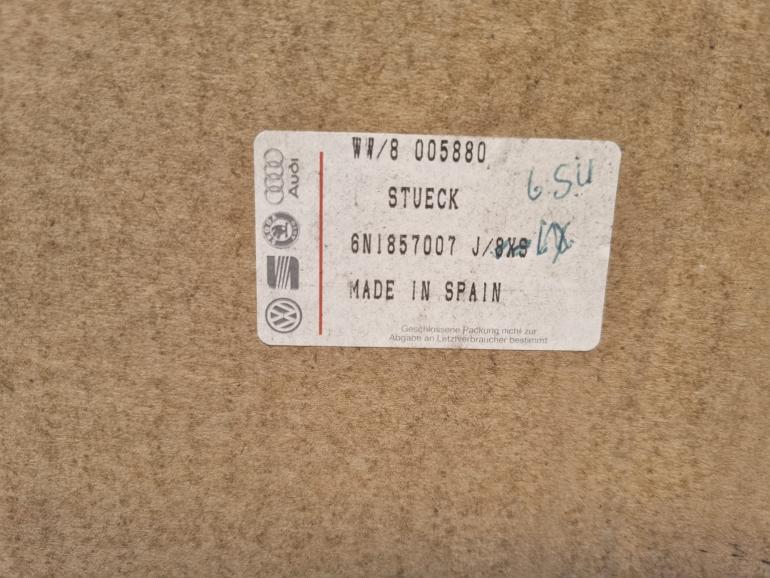 WW/8 005880
STUECK
6 SU
6N1857007 J/8XS
MADE IN SPAIN
Geschlossene Packung nicht zur
Abgabe an Letztverbraucher bestimmt
Audi